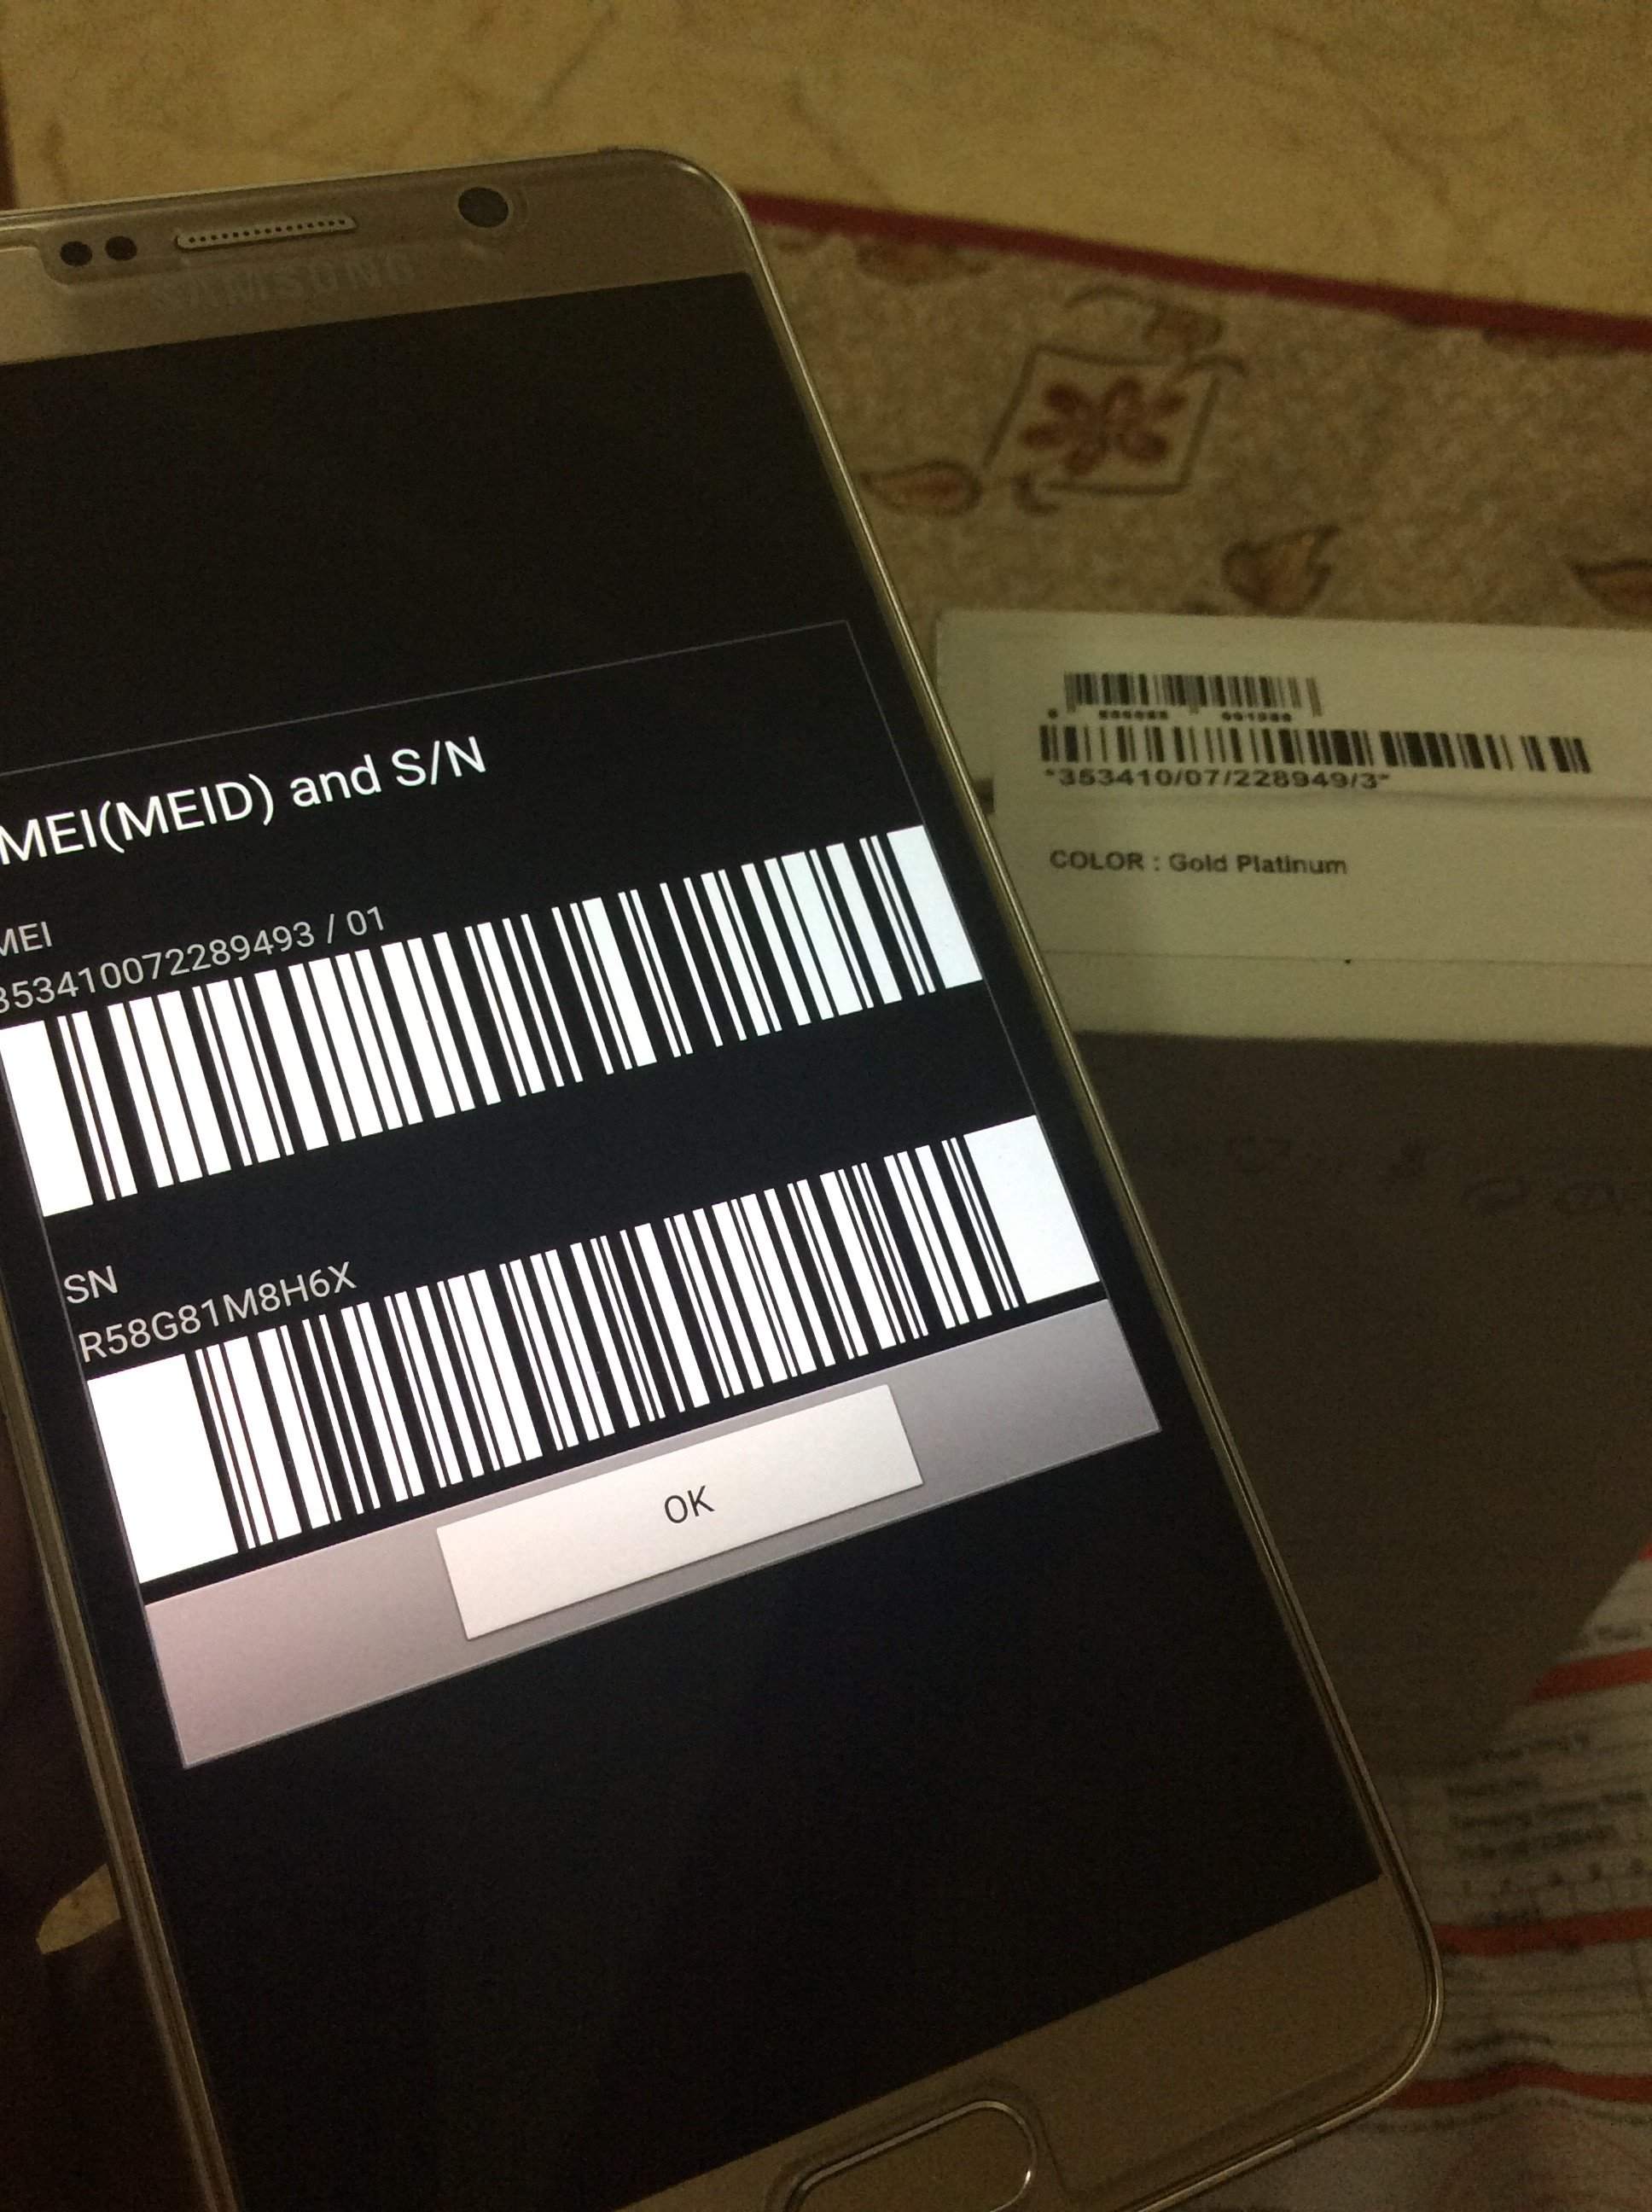 SAMSUNG
MEI(MEID) and S/N
MEI
353410072289493 / 01
SN
R58G81M8H6X
OK
*353410/07/228949/3*
COLOR : Gold Platinum